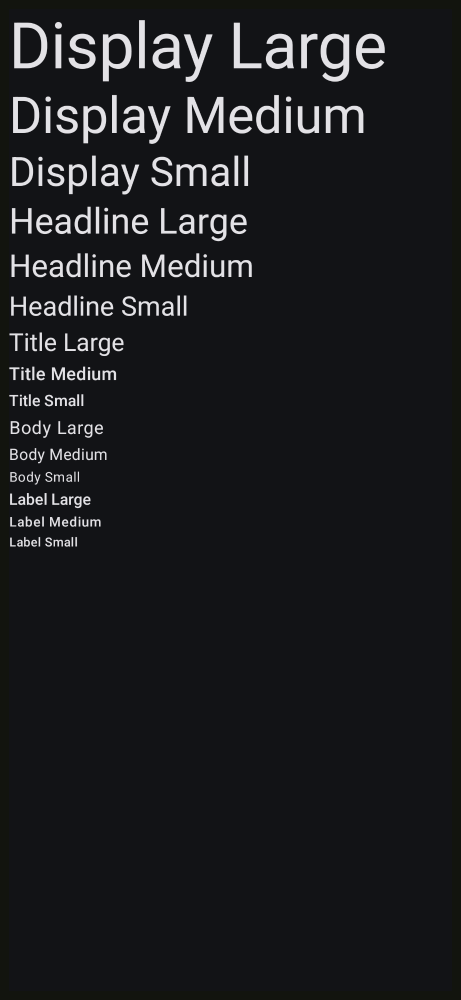 Display Large
Display Medium
Display Small
Headline Large
Headline Medium
Headline Small
Title Large
Title Medium
Title Small
Body Large
Body Medium
Body Small
Label Large
Label Medium
Label Small